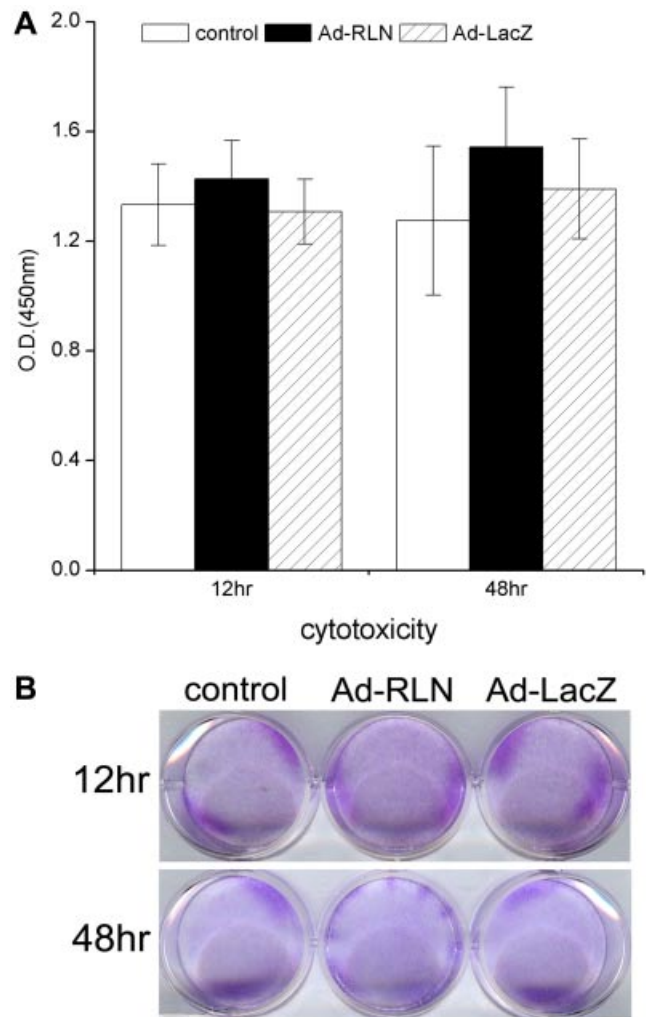 A
control Ad-RLN Ad-LacZ
2.0
1.6
1.2
0.8
0.4
0.0
O.D.(450nm)
12hr 48hr
cytotoxicity
B
control Ad-RLN Ad-LacZ
12hr
48hr